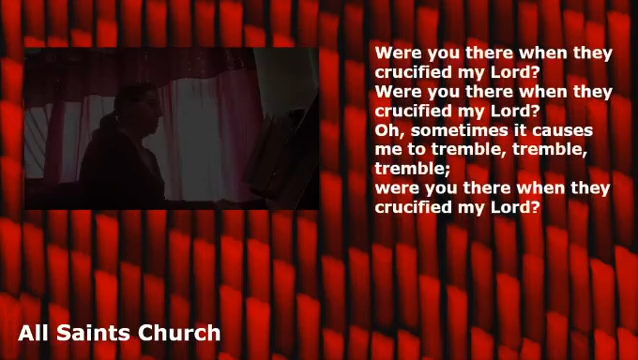 Were you there when they
crucified my Lord?
Were you there when they
crucified my Lord?
Oh, sometimes it causes
me to tremble, tremble,
tremble;
were you there when they
crucified my Lord?
All Saints Church